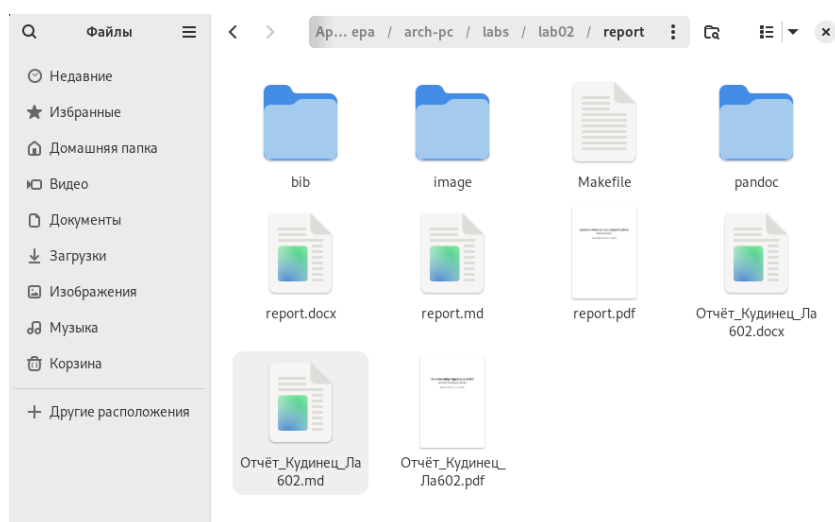 Файлы
Ар... ера / arch-pc / labs / lab02 / report
Недавние
Избранные
Домашняя папка
Видео
Документы
Загрузки
Изображения
Музыка
Корзина
Другие расположения
bib
image
Makefile
pandoc
report.docx
report.md
report.pdf
Отчёт_Кудинец_Ла
602.docx
Отчёт_Кудинец_Ла
602.md
Отчёт_Кудинец_
Ла602.pdf